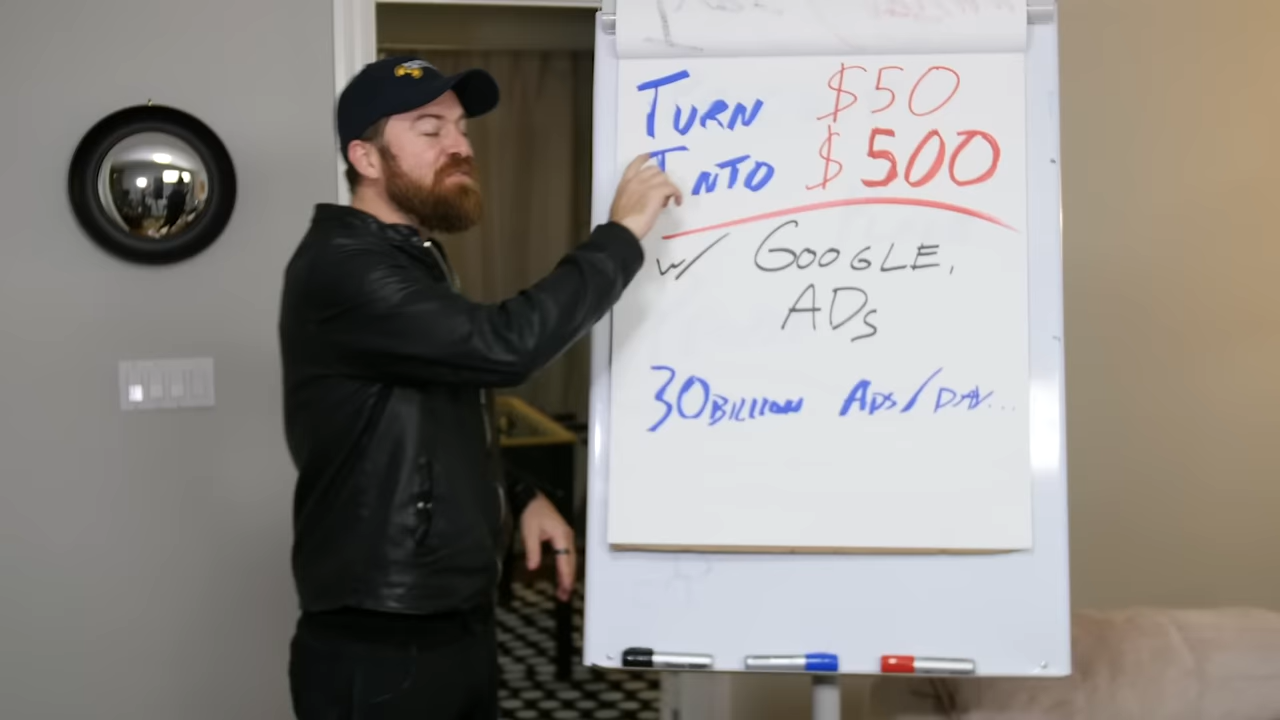 TURN $50
INTO $500
w/ GOOGLE,
ADs
30 BILLION ADs/DAY...